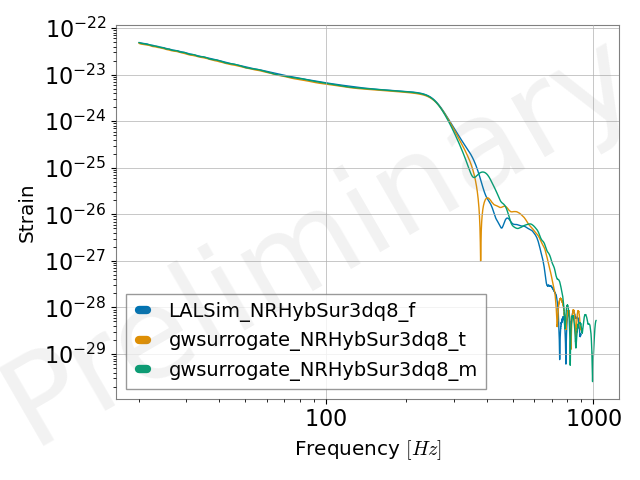 Preliminary
10^−22
10^−23
10^−24
10^−25
10^−26
10^−27
10^−28
10^−29
Strain
LALSim_NRHybSur3dq8_f
gwsurrogate_NRHybSur3dq8_t
gwsurrogate_NRHybSur3dq8_m
100
1000
Frequency [Hz]